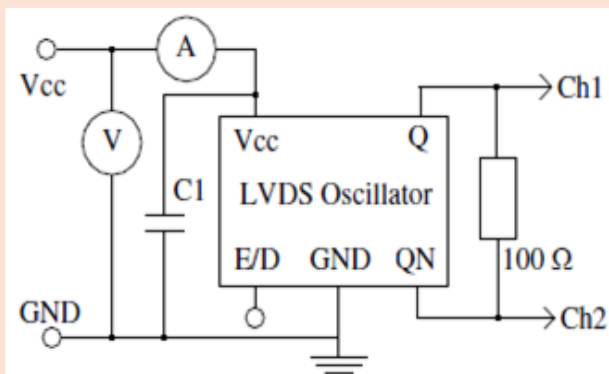 A
Vcc
Ch1
V
Vcc Q
C1
LVDS Oscillator
E/D GND QN
100 Ω
GND
Ch2